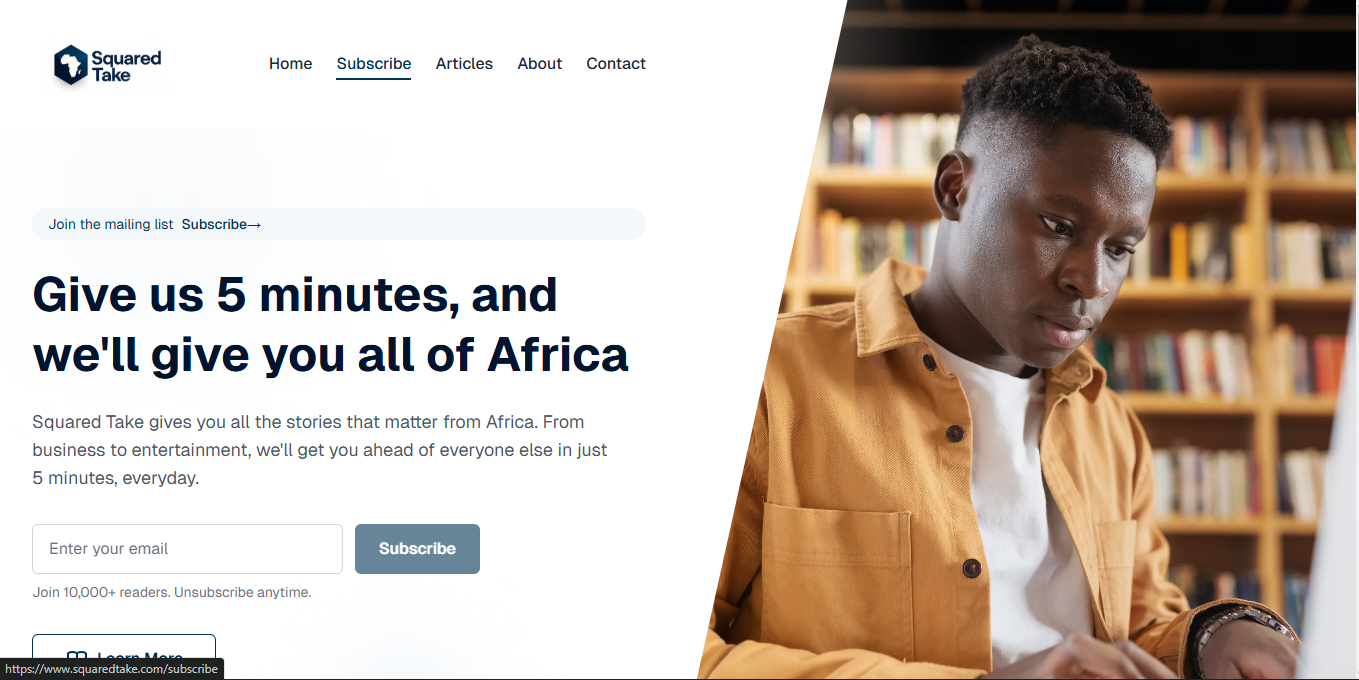 Squared
Take
Home Subscribe Articles About Contact
Join the mailing list Subscribe→
Give us 5 minutes, and
we'll give you all of Africa
Squared Take gives you all the stories that matter from Africa. From
business to entertainment, we'll get you ahead of everyone else in just
5 minutes, everyday.
Enter your email Subscribe
Join 10,000+ readers. Unsubscribe anytime.
Learn More
https://www.squaredtake.com/subscribe